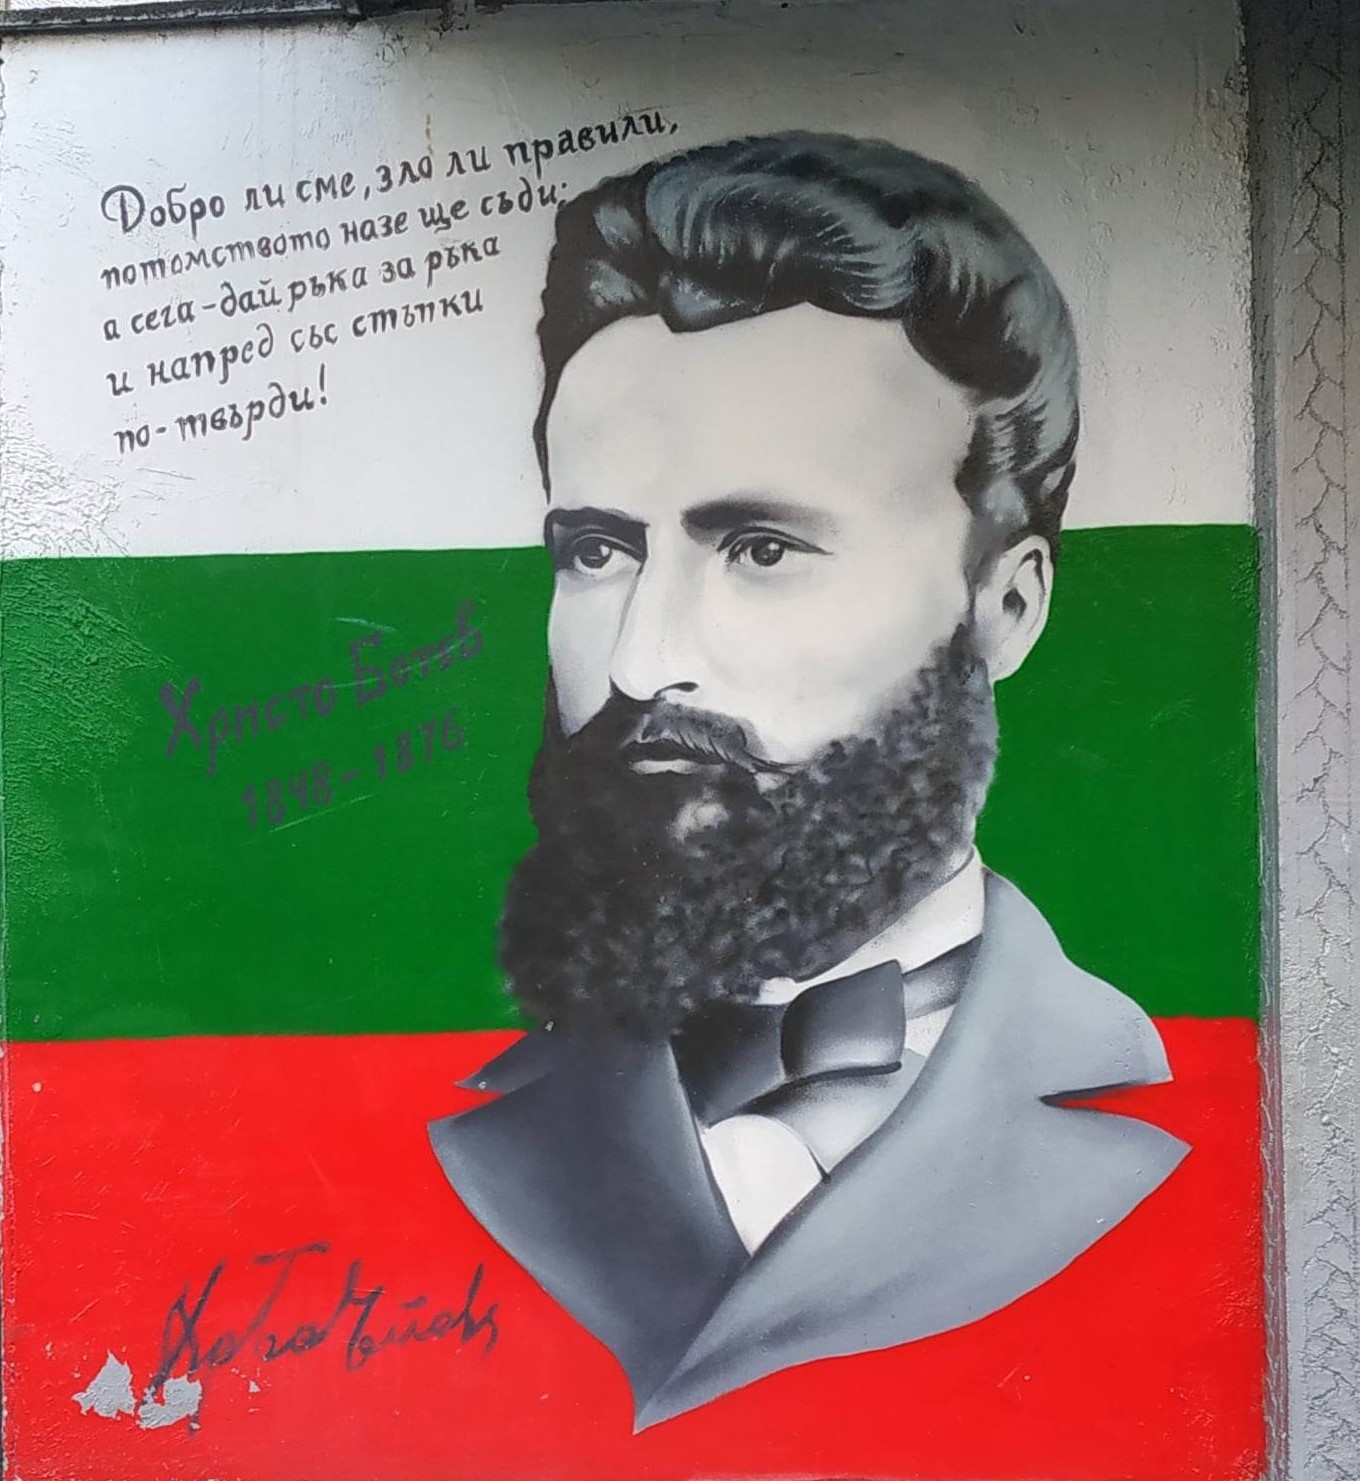 Добро ли сме, зло ли правили,
потомството назе ще съди;
а сега-дай ръка за ръка
и напред със стъпки
по-твърди!
Христо Ботев
1848-1876